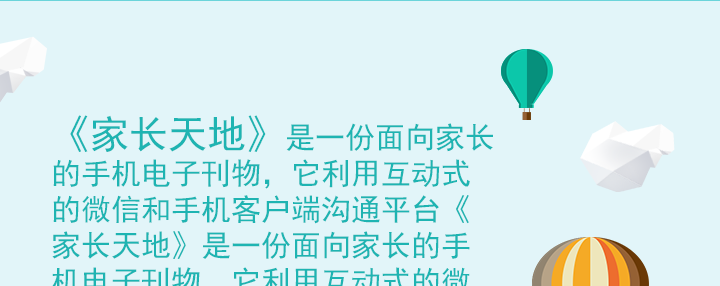 《家长天地》是一份面向家长
的手机电子刊物，它利用互动式
的微信和手机客户端沟通平台《
家长天地》是一份面向家长的手
机电子刊物，它利用互动式的微